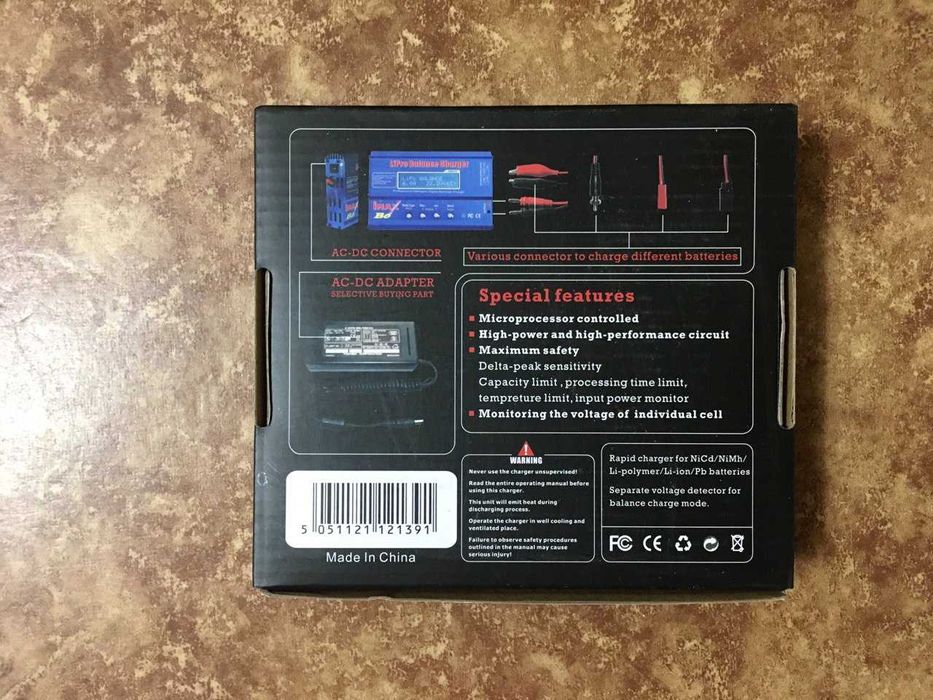 LiPro Balance Charger
LiPo BALANCE
iMAX
B6
iMAX
B6
AC-DC CONNECTOR
Various connector to charge different batteries
AC-DC ADAPTER
SELECTIVE BUYING PART
Special features
Microprocessor controlled
High-power and high-performance circuit
Maximum safety
Delta-peak sensitivity
Capacity limit , processing time limit,
tempreture limit, input power monitor
Monitoring the voltage of individual cell
WARNING
Never use the charger unsupervised!
Read the entire operating manual before
using this charger.
This unit will emit heat during
discharging process.
Operate the charger in well cooling and
ventilated place.
Failure to observe safety procedures
outlined in the manual may cause
serious injury!
Rapid charger for NiCd/NiMh/
Li-polymer/Li-ion/Pb batteries
Separate voltage detector for
balance charge mode.
FC CE
5 051121 121391
Made In China